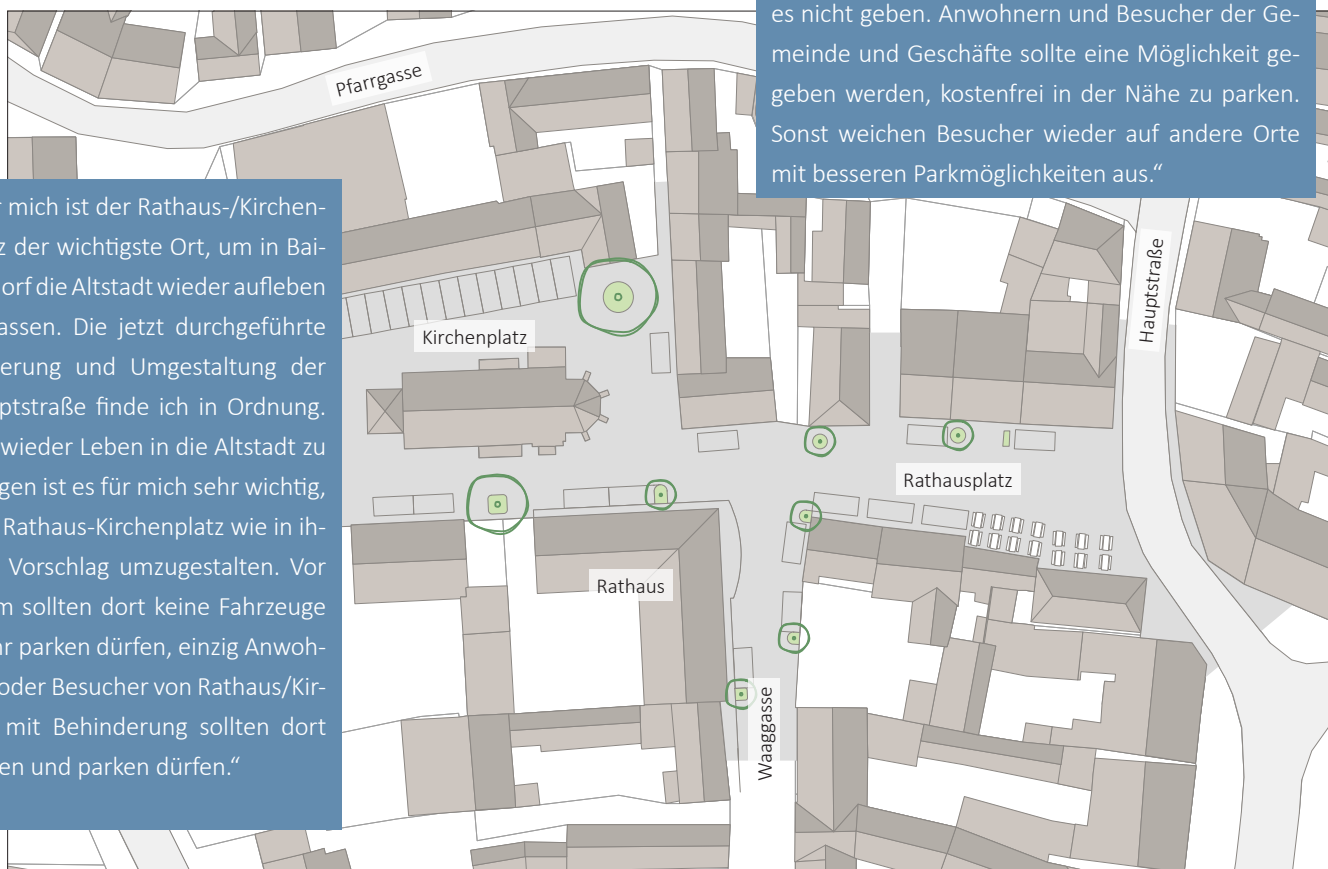 es nicht geben. Anwohnern und Besucher der Ge-
meinde und Geschäfte sollte eine Möglichkeit ge-
geben werden, kostenfrei in der Nähe zu parken.
Sonst weichen Besucher wieder auf andere Orte
mit besseren Parkmöglichkeiten aus.“
r mich ist der Rathaus-/Kirchen-
z der wichtigste Ort, um in Bai-
orf die Altstadt wieder aufleben
assen. Die jetzt durchgeführte
erung und Umgestaltung der
ptstraße finde ich in Ordnung.
wieder Leben in die Altstadt zu
gen ist es für mich sehr wichtig,
Rathaus-Kirchenplatz wie in ih-
Vorschlag umzugestalten. Vor
m sollten dort keine Fahrzeuge
hr parken dürfen, einzig Anwoh-
oder Besucher von Rathaus/Kir-
mit Behinderung sollten dort
en und parken dürfen.“
Pfarrgasse
Kirchenplatz
Hauptstraße
Rathausplatz
Rathaus
Waaggasse